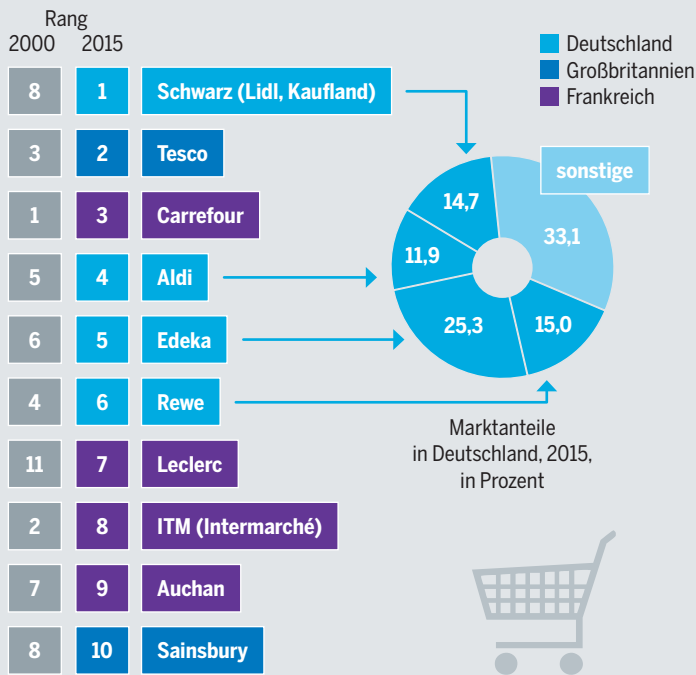 Rang
2000 2015
8 1 Schwarz (Lidl, Kaufland)
3 2 Tesco
1 3 Carrefour
5 4 Aldi
6 5 Edeka
4 6 Rewe
11 7 Leclerc
2 8 ITM (Intermarché)
7 9 Auchan
8 10 Sainsbury
Deutschland
Großbritannien
Frankreich
sonstige
14,7
33,1
11,9
25,3
15,0
Marktanteile
in Deutschland, 2015,
in Prozent